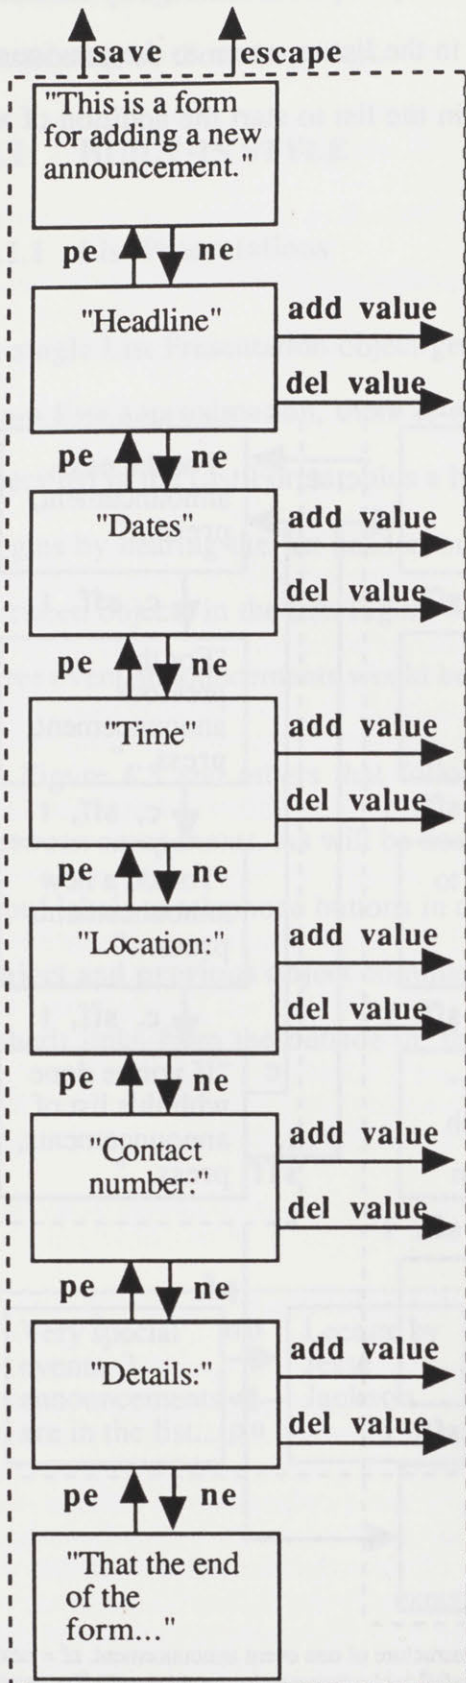 save escape
"This is a form
for adding a new
announcement."
pe ne
"Headline"
add value
del value
pe ne
"Dates"
add value
del value
pe ne
"Time"
add value
del value
pe ne
"Location:"
add value
del value
pe ne
"Contact
number:"
add value
del value
pe ne
"Details:"
add value
del value
pe ne
"That the end
of the
form..."